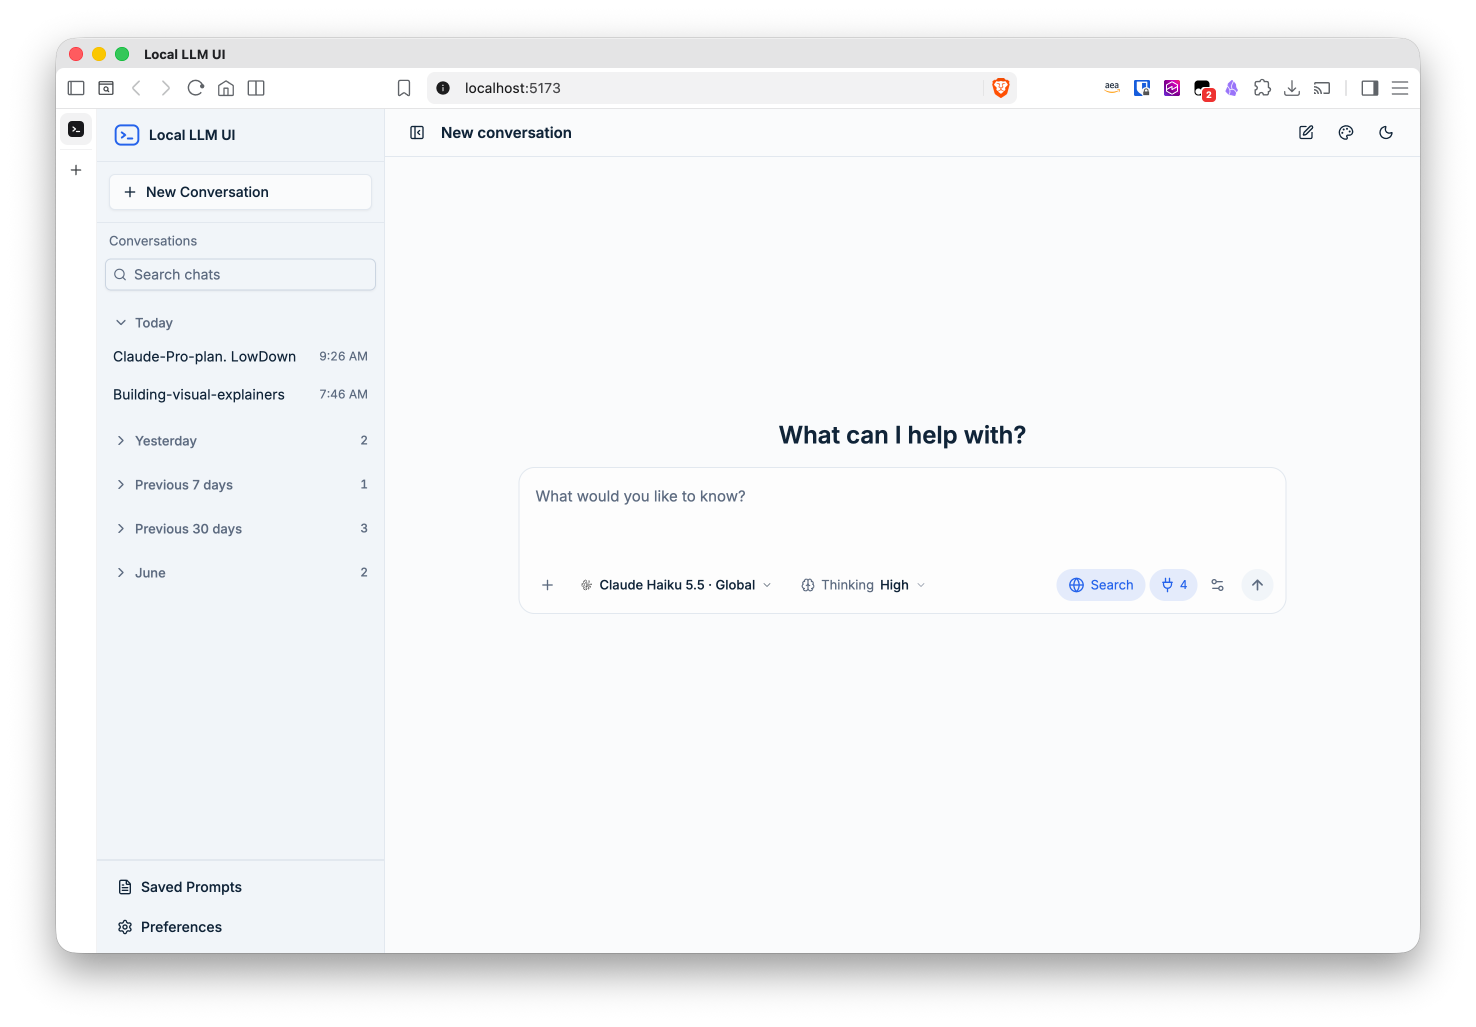 Local LLM UI
localhost:5173
aea
2
Local LLM UI
New conversation
New Conversation
Conversations
Search chats
Today
Claude-Pro-plan. LowDown 9:26 AM
Building-visual-explainers 7:46 AM
Yesterday 2
Previous 7 days 1
Previous 30 days 3
June 2
What can I help with?
What would you like to know?
Claude Haiku 5.5 · Global Thinking High Search 4
Saved Prompts
Preferences